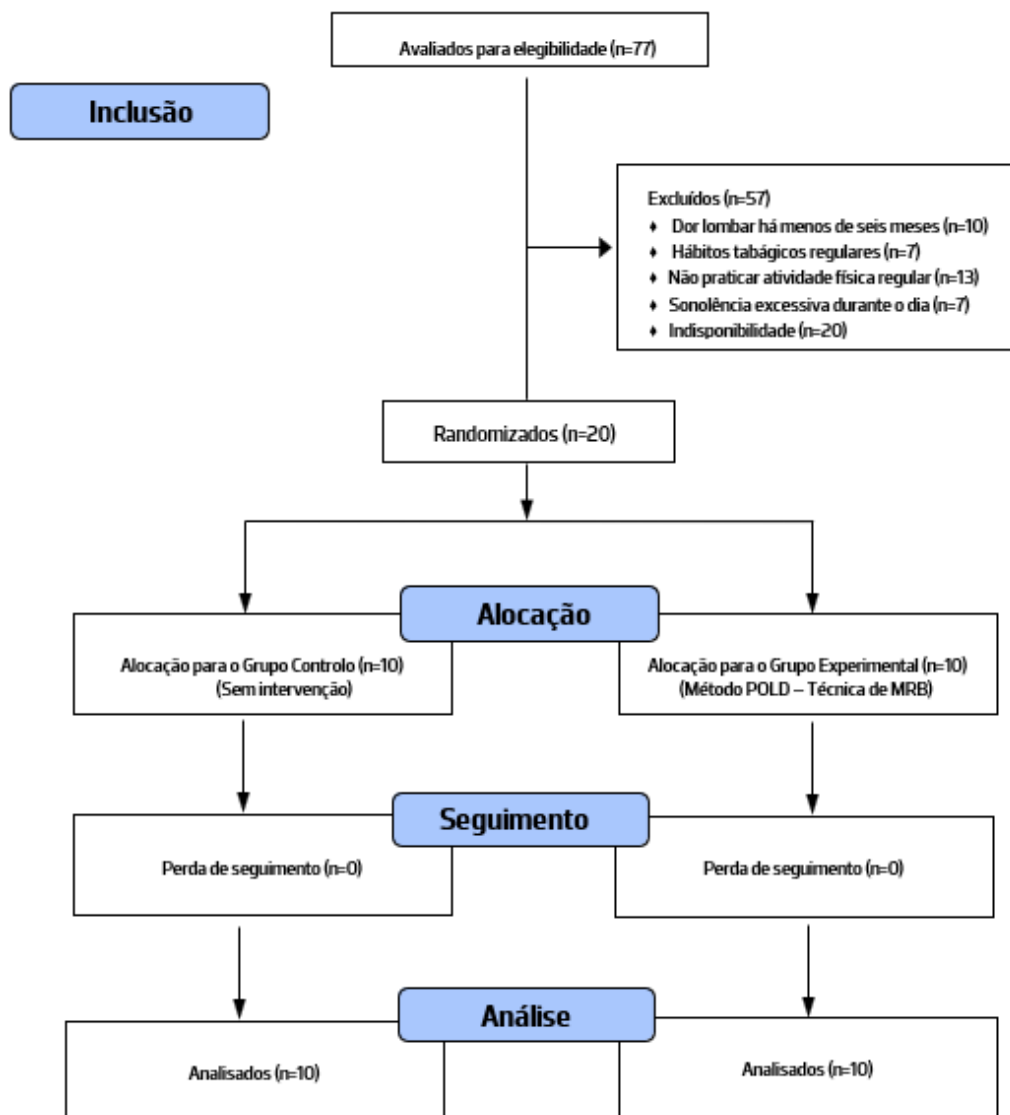 Avaliados para elegibilidade (n=77)
Inclusão
Excluídos (n=57)
♦ Dor lombar há menos de seis meses (n=10)
♦ Hábitos tabágicos regulares (n=7)
♦ Não praticar atividade física regular (n=13)
♦ Sonolência excessiva durante o dia (n=7)
♦ Indisponibilidade (n=20)
Randomizados (n=20)
Alocação
Alocação para o Grupo Controlo (n=10)
(Sem intervenção)
Alocação para o Grupo Experimental (n=10)
(Método POLD – Técnica de MRB)
Seguimento
Perda de seguimento (n=0)
Perda de seguimento (n=0)
Análise
Analisados (n=10)
Analisados (n=10)